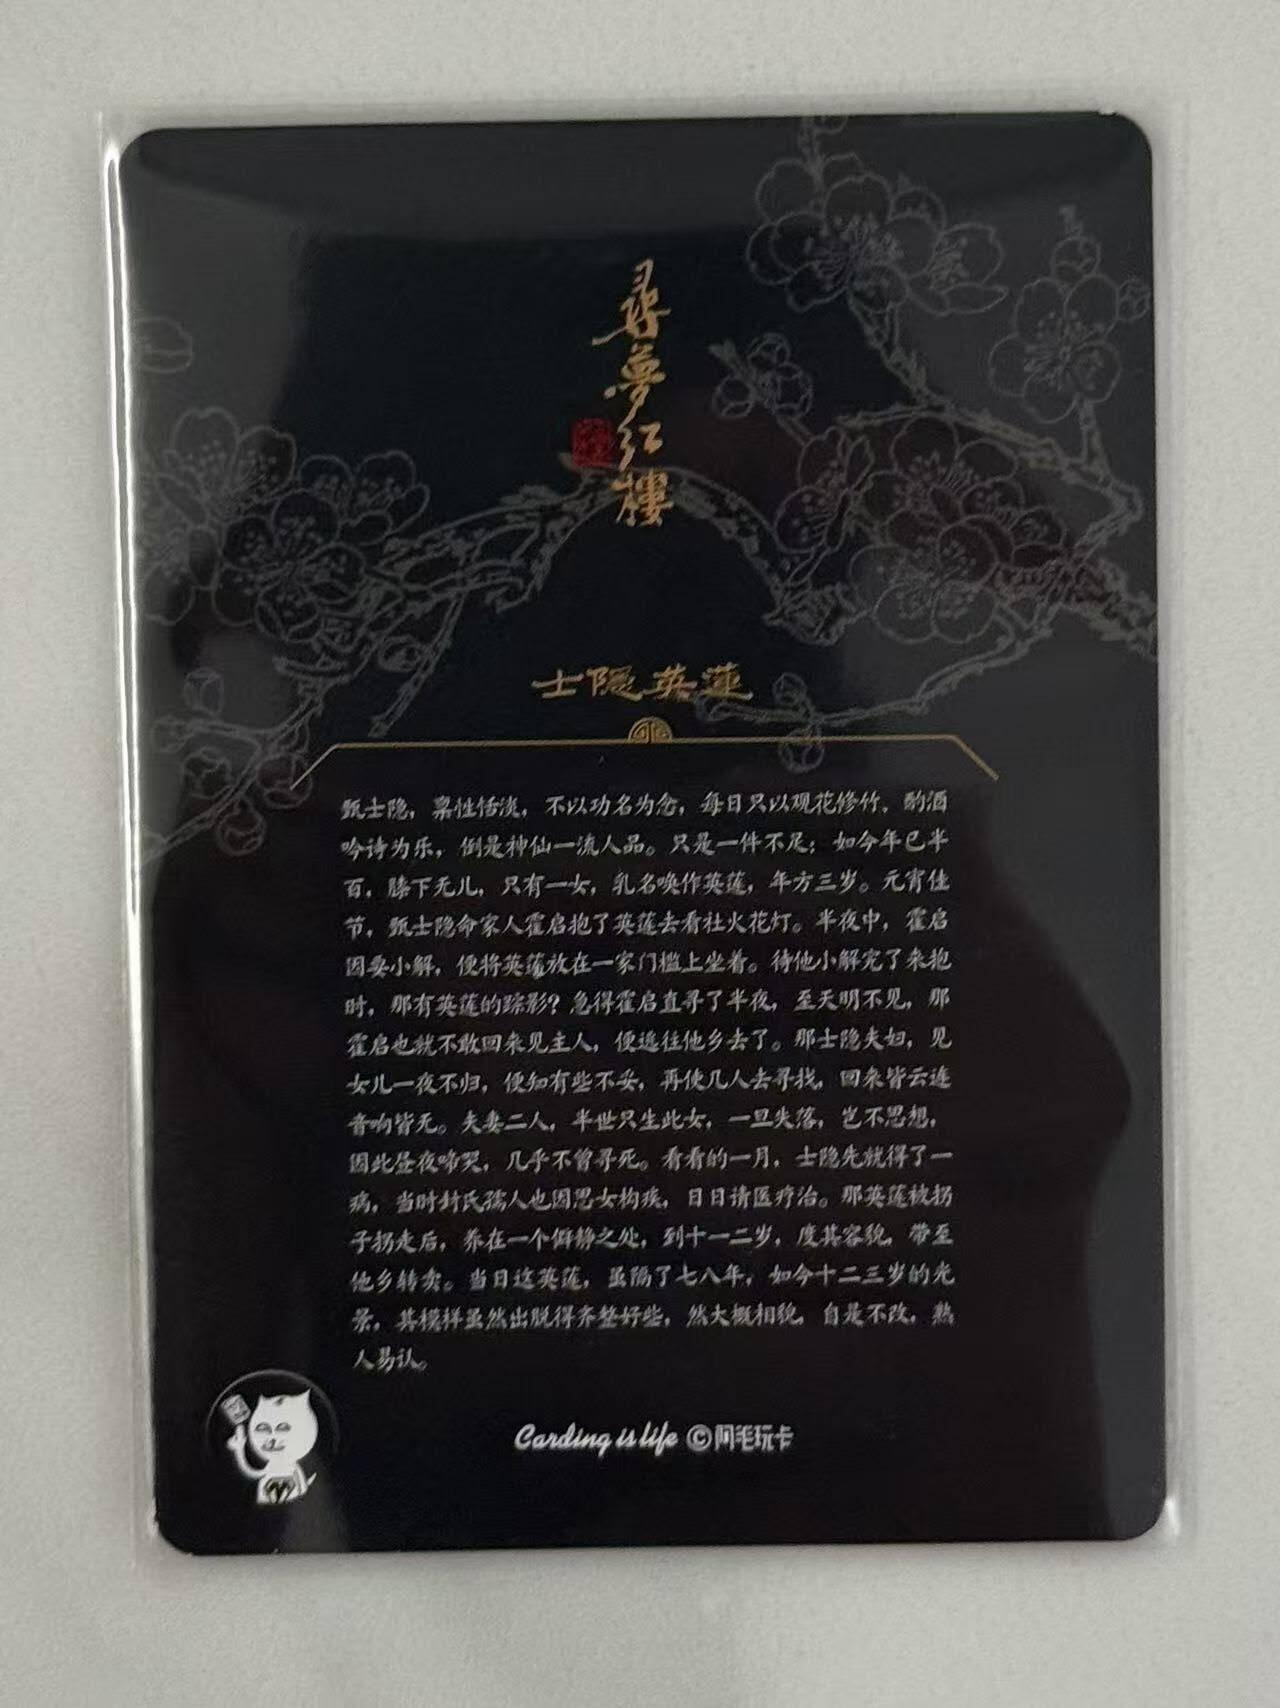 尋夢红樓
士隐英莲
甄士隐，禀性恬淡，不以功名为念，每日只以观花修竹、酌酒
吟诗为乐，倒是神仙一流人品。只是一件不足：如今年已半
百，膝下无儿，只有一女，乳名唤作英莲，年方三岁。元宵佳
节，甄士隐命家人霍启抱了英莲去看社火花灯。半夜中，霍启
因要小解，便将英莲放在一家门槛上坐着。待他小解完了来抱
时，那有英莲的踪影？急得霍启直寻了半夜，至天明不见，那
霍启也就不敢回来见主人，便逃往他乡去了。那士隐夫妇，见
女儿一夜不归，便知有些不妥，再使几人去寻找，回来皆云连
音响皆无。夫妻二人，半世只生此女，一旦失落，岂不思想，
因此昼夜啼哭，几乎不曾寻死。看看的一月，士隐先就得了一
病，当时封氏孺人也因思女构疾，日日请医疗治。那英莲被拐
子拐走后，养在一个僻静之处，到十一二岁，度其容貌，带至
他乡转卖。当日这英莲，虽隔了七八年，如今十二三岁的光
景，其模样虽然出脱得齐整好些，然大概相貌，自是不改，熟
人易认。
Carding is life ©阿毛玩卡